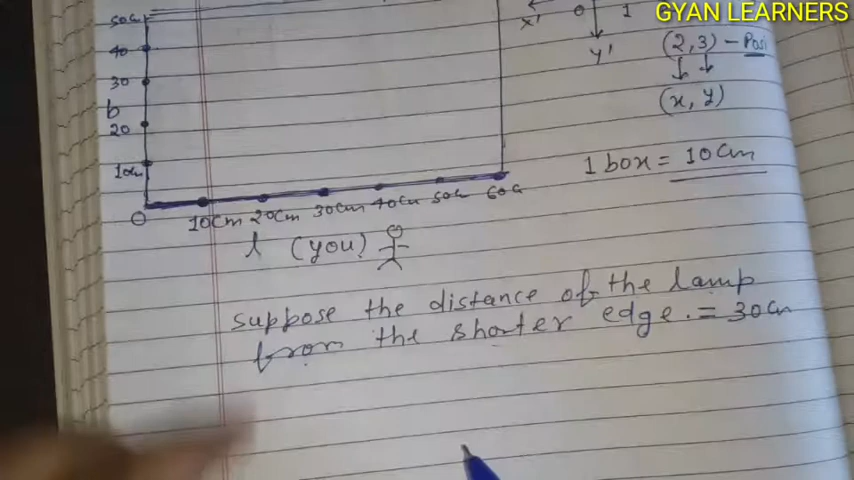 GYAN LEARNERS
50cm
x' 0 1
40
y'
(2,3) - Posi
30
(x, y)
b
20
10cm
1 box = 10cm
0 10cm 20cm 30cm 40cm 50cm 60cm
l (you)
suppose the distance of the lamp
from the shorter edge. = 30cm